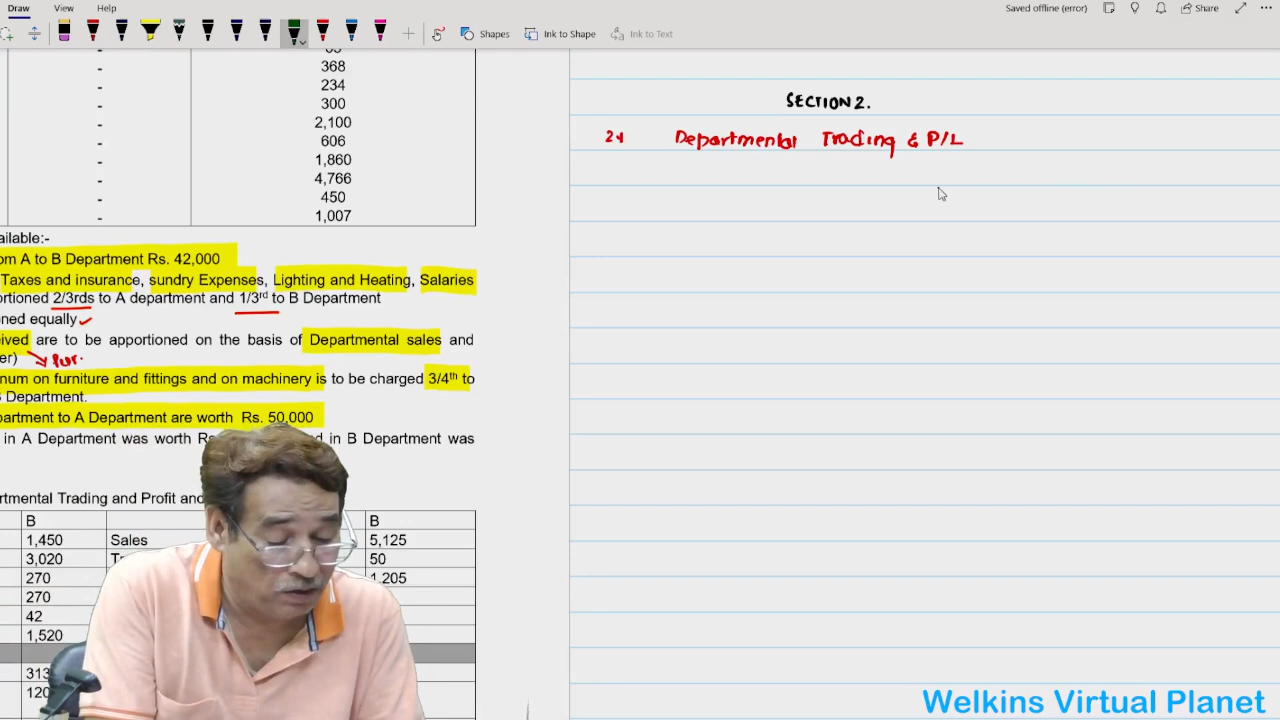 Draw View Help Saved offline (error) Share
Shapes Ink to Shape Ink to Text
368
234
300
2,100
606
1,860
4,766
450
1,007
- - - - - - - - -
SECTION 2.
24 Departmental Trading & P/L
ailable:-
om A to B Department Rs. 42,000
Taxes and insurance, sundry Expenses, Lighting and Heating, Salaries
ortioned 2/3rds to A department and 1/3rd to B Department
ned equally
eived are to be apportioned on the basis of Departmental sales and
er) Pur.
num on furniture and fittings and on machinery is to be charged 3/4th to
B Department.
partment to A Department are worth Rs. 50,000
in A Department was worth in B Department was
rtmental Trading and Profit and
B B
1,450 Sales 5,125
3,020 50
270 1,205
270
42
1,520
313
120
Welkins Virtual Planet